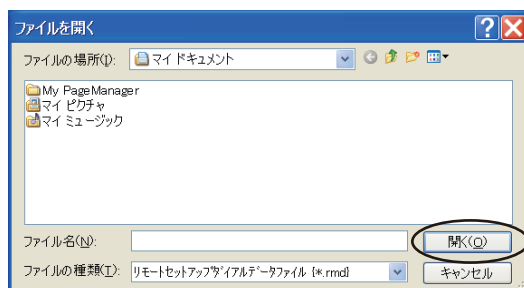 ファイルを開く
ファイルの場所(I): マイ ドキュメント
My PageManager
マイ ピクチャ
マイ ミュージック
ファイル名(N): 開く(O)
ファイルの種類(T): リモートセットアップダイアルデータファイル {*.rmd} キャンセル